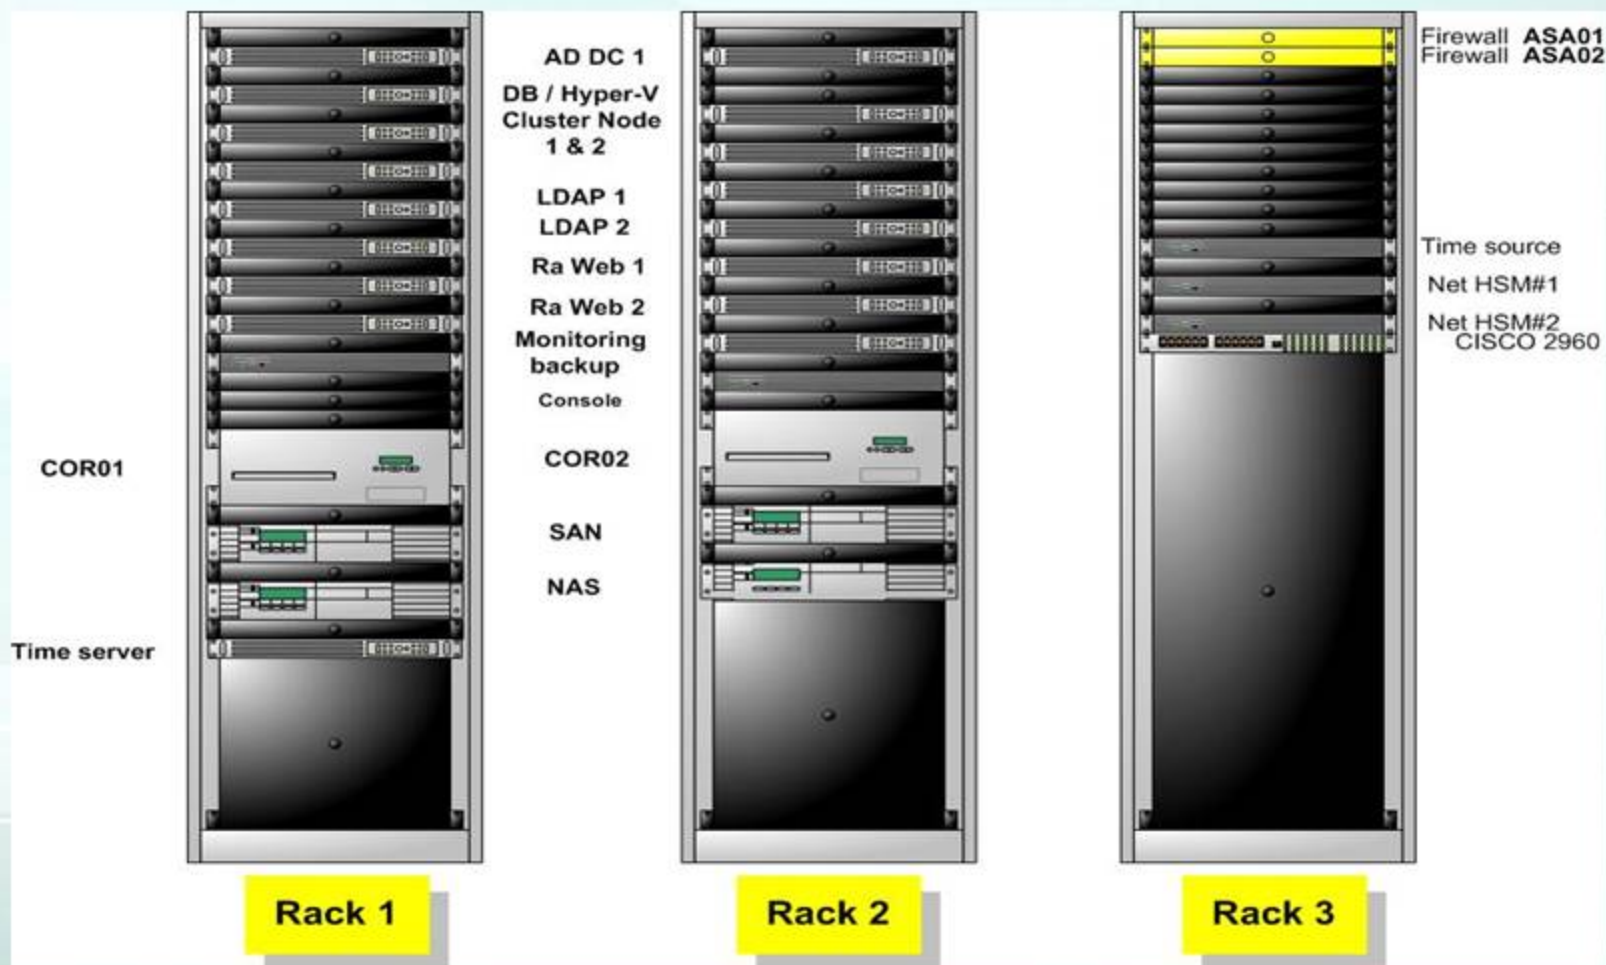 AD DC 1
DB / Hyper-V
Cluster Node
1 & 2
LDAP 1
LDAP 2
Ra Web 1
Ra Web 2
Monitoring
backup
Console
COR01
COR02
SAN
NAS
Time server
Firewall ASA01
Firewall ASA02
Time source
Net HSM#1
Net HSM#2
CISCO 2960
Rack 1
Rack 2
Rack 3